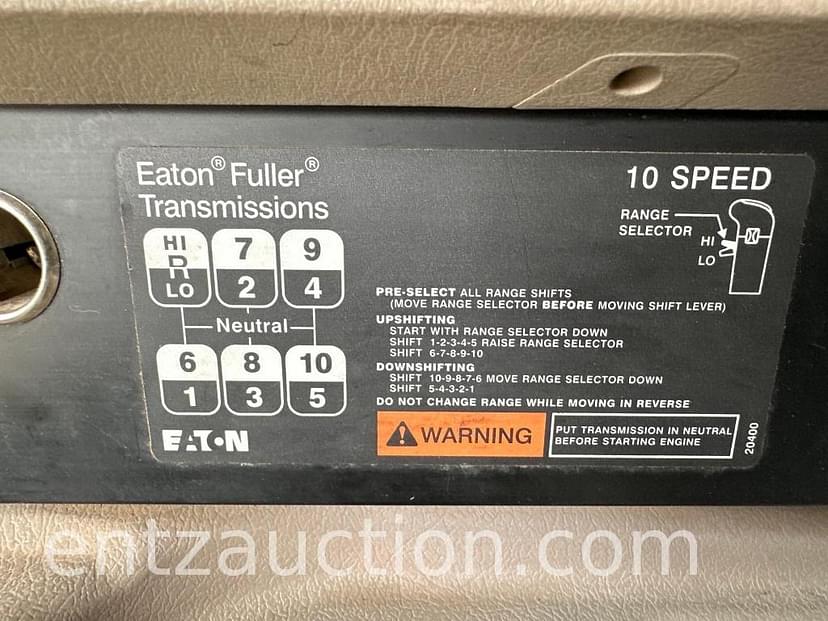 Eaton® Fuller®
Transmissions
10 SPEED
RANGE
SELECTOR
HI
LO
HI
R
LO
7
2
9
4
Neutral
6
1
8
3
10
5
PRE-SELECT ALL RANGE SHIFTS
(MOVE RANGE SELECTOR BEFORE MOVING SHIFT LEVER)
UPSHIFTING
START WITH RANGE SELECTOR DOWN
SHIFT 1-2-3-4-5 RAISE RANGE SELECTOR
SHIFT 6-7-8-9-10
DOWNSHIFTING
SHIFT 10-9-8-7-6 MOVE RANGE SELECTOR DOWN
SHIFT 5-4-3-2-1
DO NOT CHANGE RANGE WHILE MOVING IN REVERSE
EATON
WARNING
PUT TRANSMISSION IN NEUTRAL
BEFORE STARTING ENGINE
20400
entzauction.com